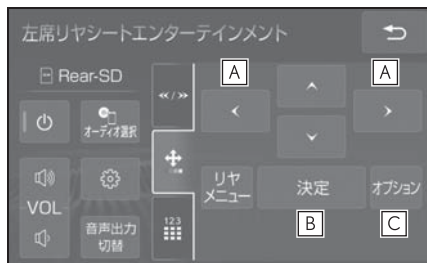 左席リヤシートエンターテインメント
Rear-SD
A
A
≪/≫
オーディオ選択
リヤ
メニュー
決定
オプション
VOL
B
C
音声出力
切替
123